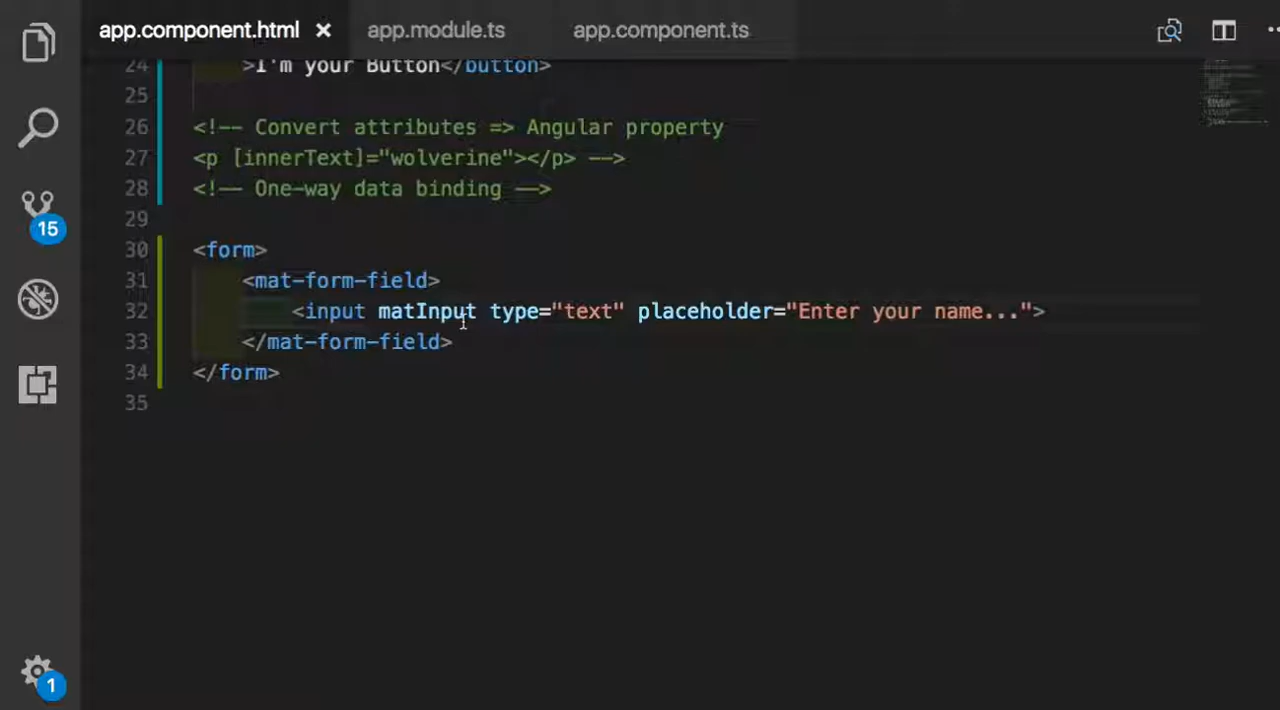 app.component.html × app.module.ts app.component.ts
24 >I'm your Button</button>
25
26 <!-- Convert attributes => Angular property
27 <p [innerText]="wolverine"></p> -->
28 <!-- One-way data binding -->
29
30 <form>
31 <mat-form-field>
32 <input matInput type="text" placeholder="Enter your name...">
33 </mat-form-field>
34 </form>
35
15
1